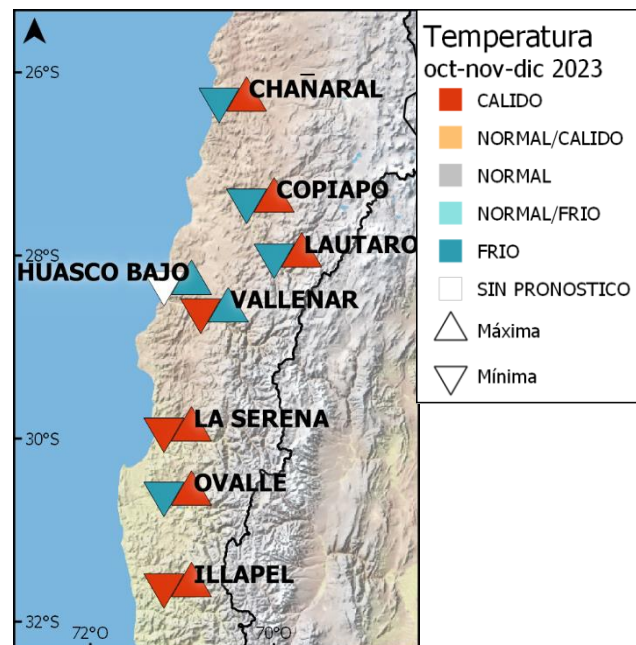 Temperatura
oct-nov-dic 2023
CALIDO
NORMAL/CALIDO
NORMAL
NORMAL/FRIO
FRIO
SIN PRONOSTICO
Máxima
Mínima
26°S
CHAÑARAL
COPIAPO
LAUTARO
28°S
HUASCO BAJO
VALLENAR
LA SERENA
30°S
OVALLE
ILLAPEL
32°S
72°O
70°O